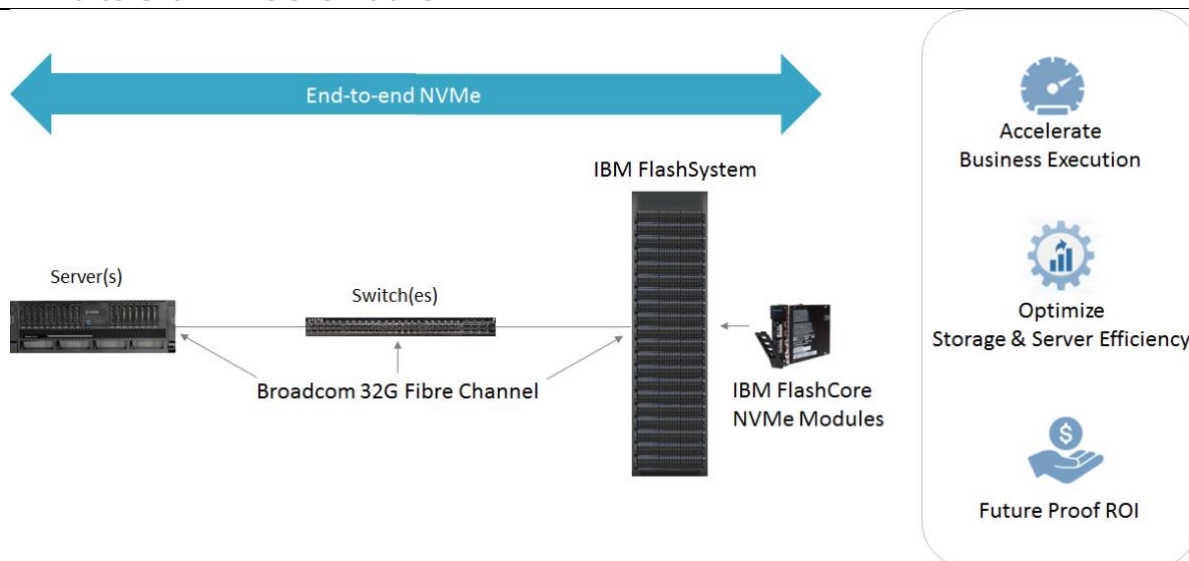 End-to-end NVMe
IBM FlashSystem
Server(s)
Switch(es)
Broadcom 32G Fibre Channel
IBM FlashCore
NVMe Modules
Accelerate
Business Execution
Optimize
Storage & Server Efficiency
Future Proof ROI